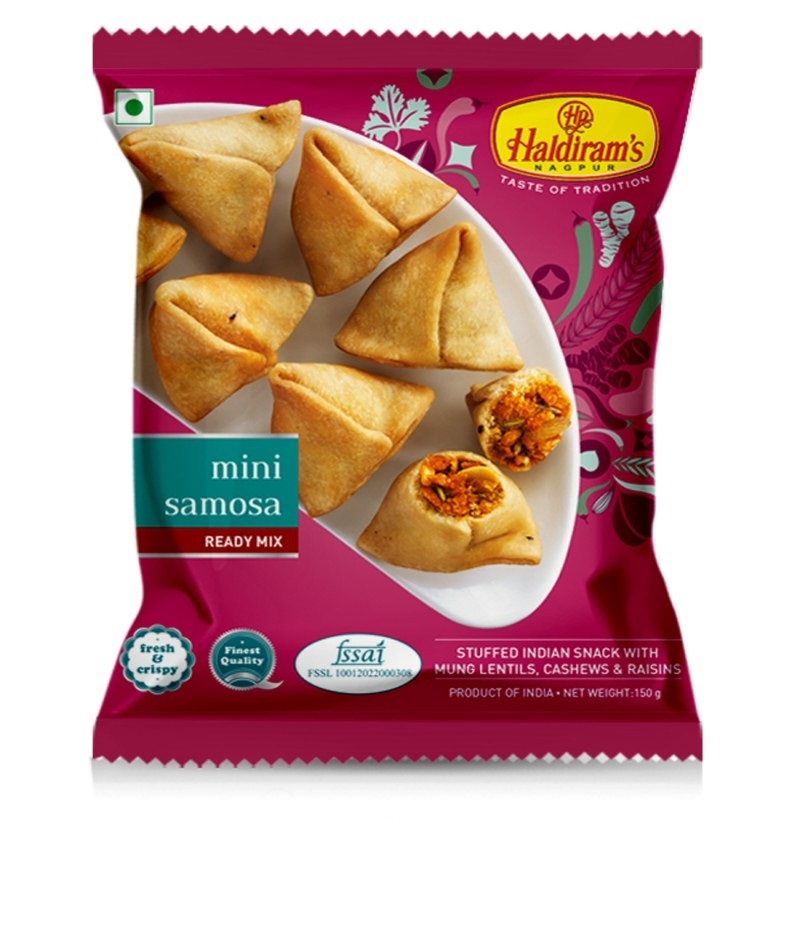 HR
Haldiram's
NAGPUR
TASTE OF TRADITION
mini
samosa
READY MIX
fresh
&
crispy
Finest
Quality
fssai
FSSL 10012022000308
STUFFED INDIAN SNACK WITH
MUNG LENTILS, CASHEWS & RAISINS
PRODUCT OF INDIA • NET WEIGHT:150 g